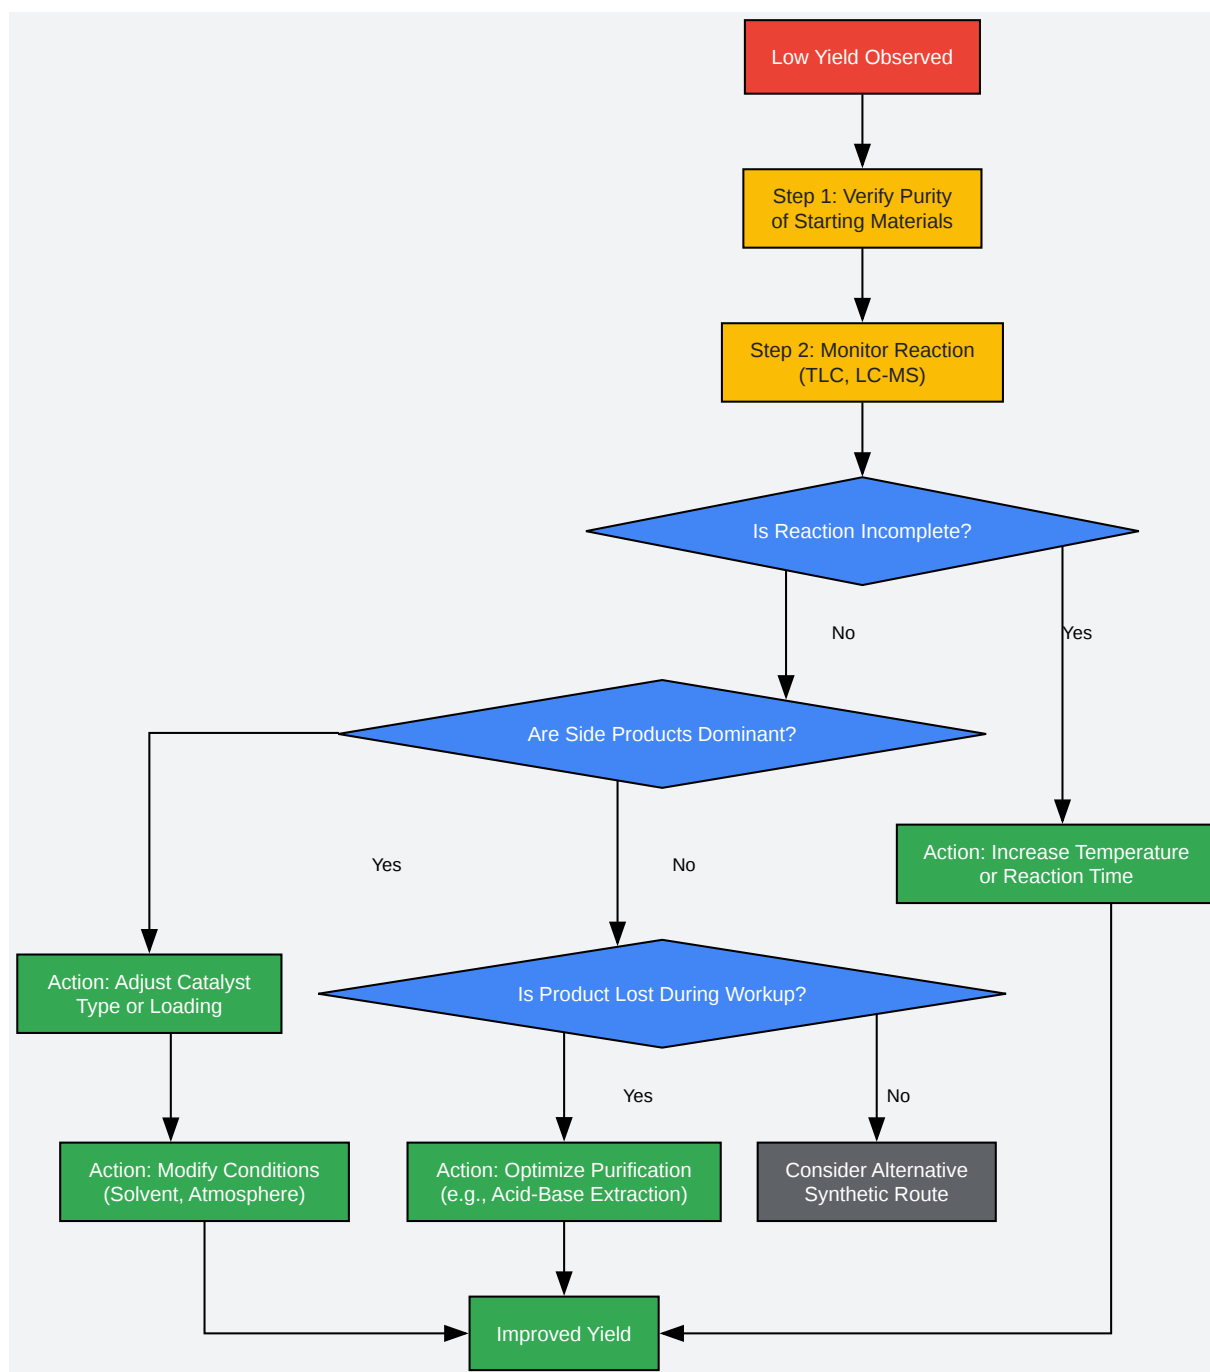 Low Yield Observed
Step 1: Verify Purity
of Starting Materials
Step 2: Monitor Reaction
(TLC, LC-MS)
Is Reaction Incomplete?
No
Yes
Are Side Products Dominant?
Yes
No
Action: Increase Temperature
or Reaction Time
Action: Adjust Catalyst
Type or Loading
Is Product Lost During Workup?
Yes
No
Action: Modify Conditions
(Solvent, Atmosphere)
Action: Optimize Purification
(e.g., Acid-Base Extraction)
Consider Alternative
Synthetic Route
Improved Yield